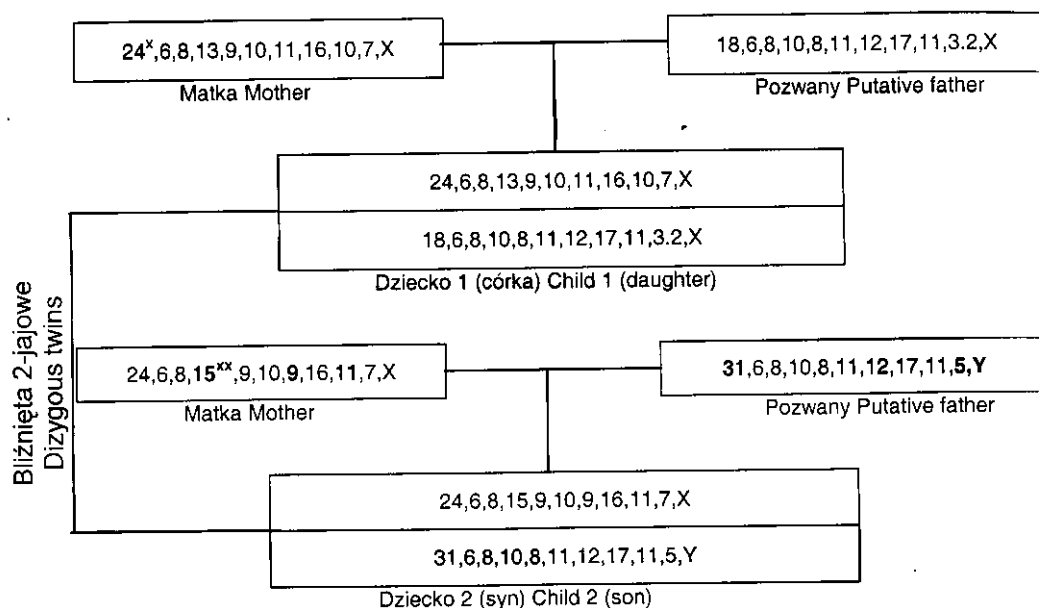 24ˣ,6,8,13,9,10,11,16,10,7,X
Matka Mother
18,6,8,10,8,11,12,17,11,3.2,X
Pozwany Putative father
24,6,8,13,9,10,11,16,10,7,X
18,6,8,10,8,11,12,17,11,3.2,X
Dziecko 1 (córka) Child 1 (daughter)
Bliźnięta 2-jajowe
Dizygous twins
24,6,8,15ˣˣ,9,10,9,16,11,7,X
Matka Mother
31,6,8,10,8,11,12,17,11,5,Y
Pozwany Putative father
24,6,8,15,9,10,9,16,11,7,X
31,6,8,10,8,11,12,17,11,5,Y
Dziecko 2 (syn) Child 2 (son)